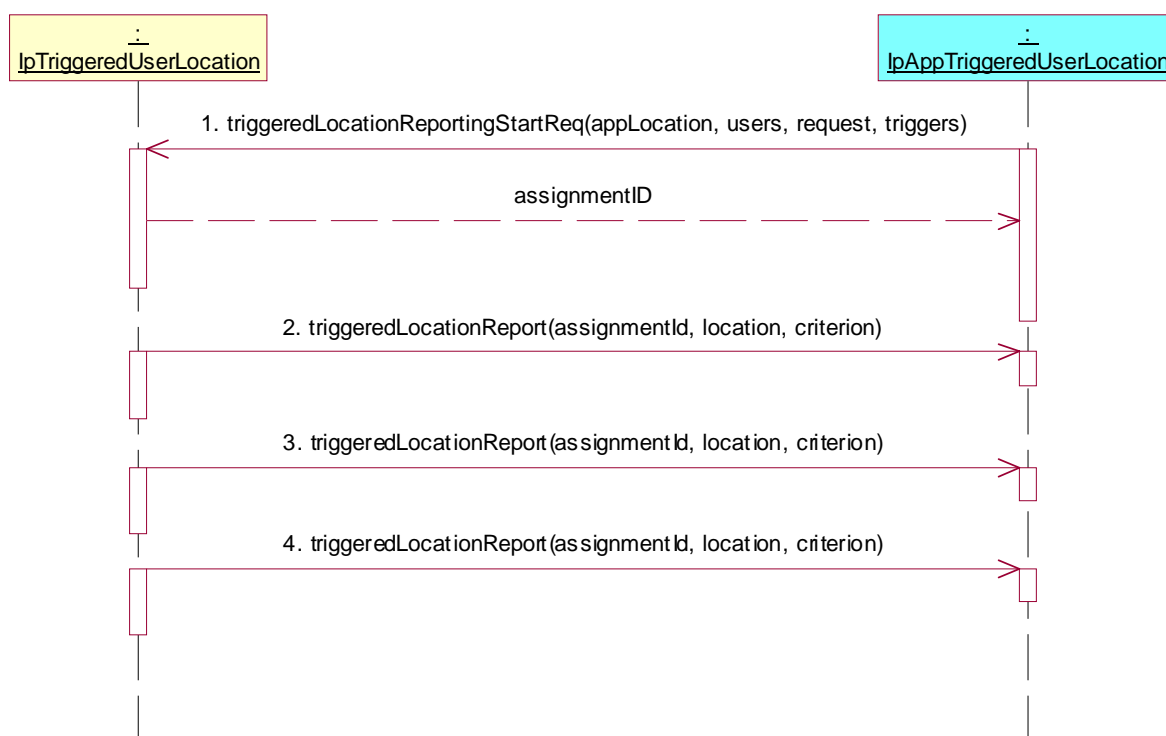 :
IpTriggeredUserLocation
:
IpAppTriggeredUserLocation
1. triggeredLocationReportingStartReq(appLocation, users, request, triggers)
assignmentID
2. triggeredLocationReport(assignmentId, location, criterion)
3. triggeredLocationReport(assignmentId, location, criterion)
4. triggeredLocationReport(assignmentId, location, criterion)